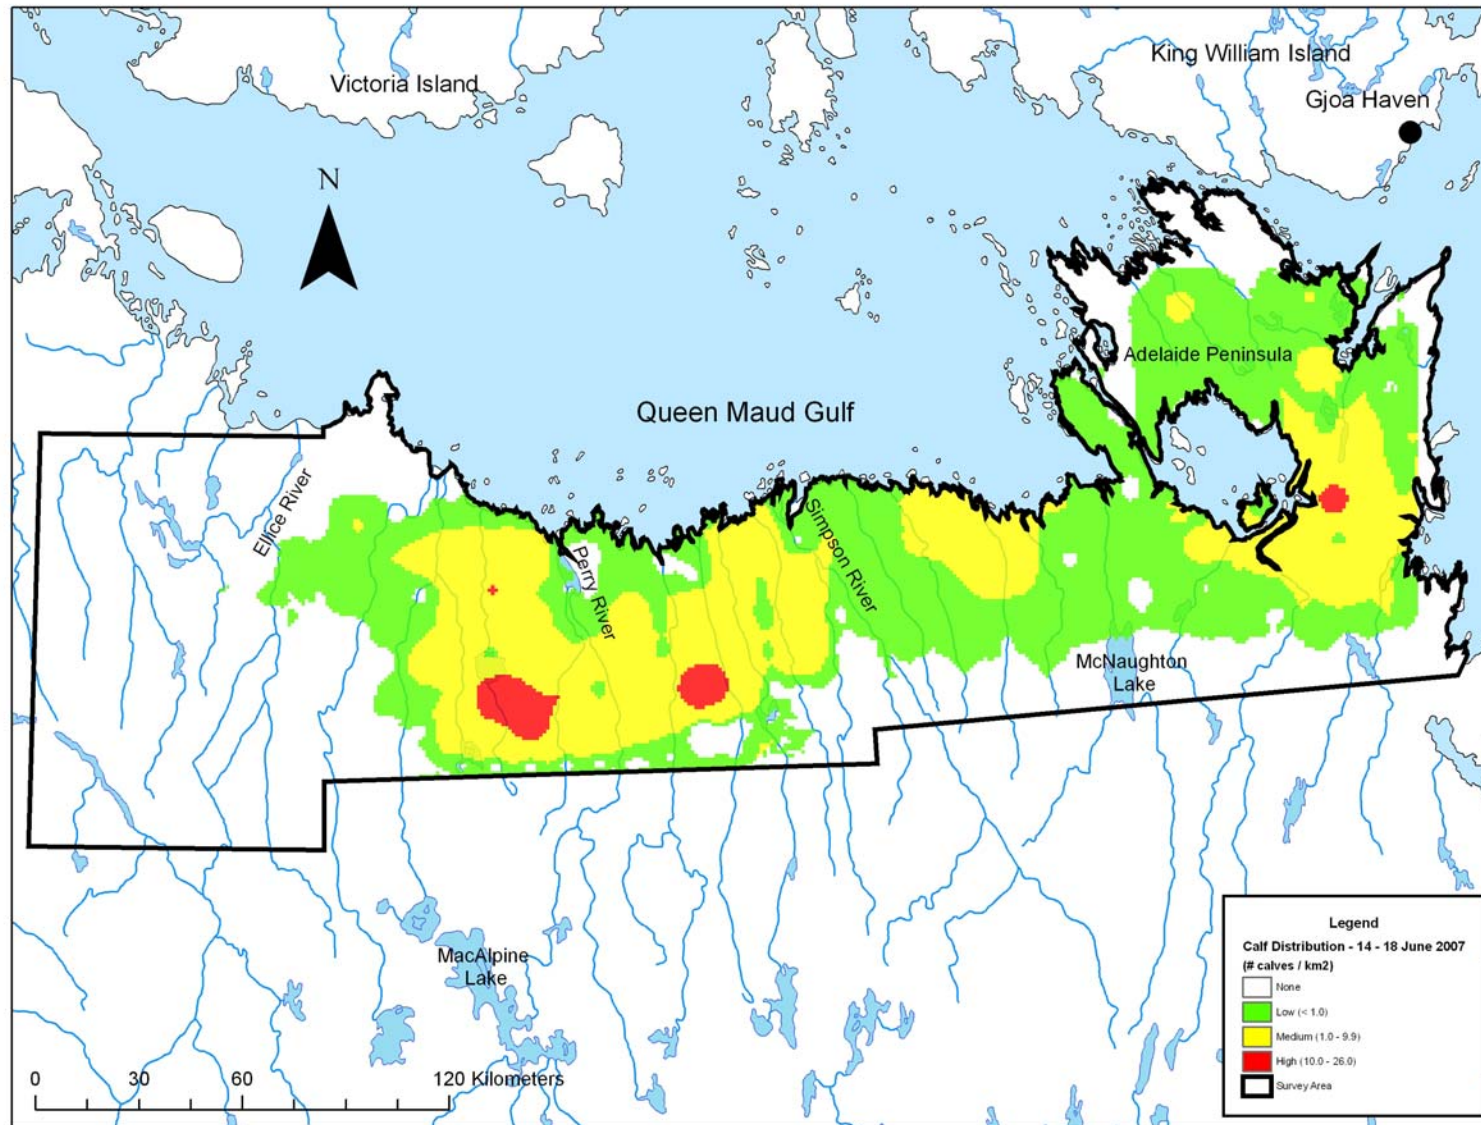 King William Island
Victoria Island
Gjoa Haven
N
Adelaide Peninsula
Queen Maud Gulf
Ellice River
Simpson River
Perry River
McNaughton
Lake
MacAlpine
Lake
Legend
Calf Distribution - 14 - 18 June 2007
(# calves / km2)
None
Low (< 1.0)
Medium (1.0 - 9.9)
High (10.0 - 26.0)
Survey Area
0 30 60 120 Kilometers